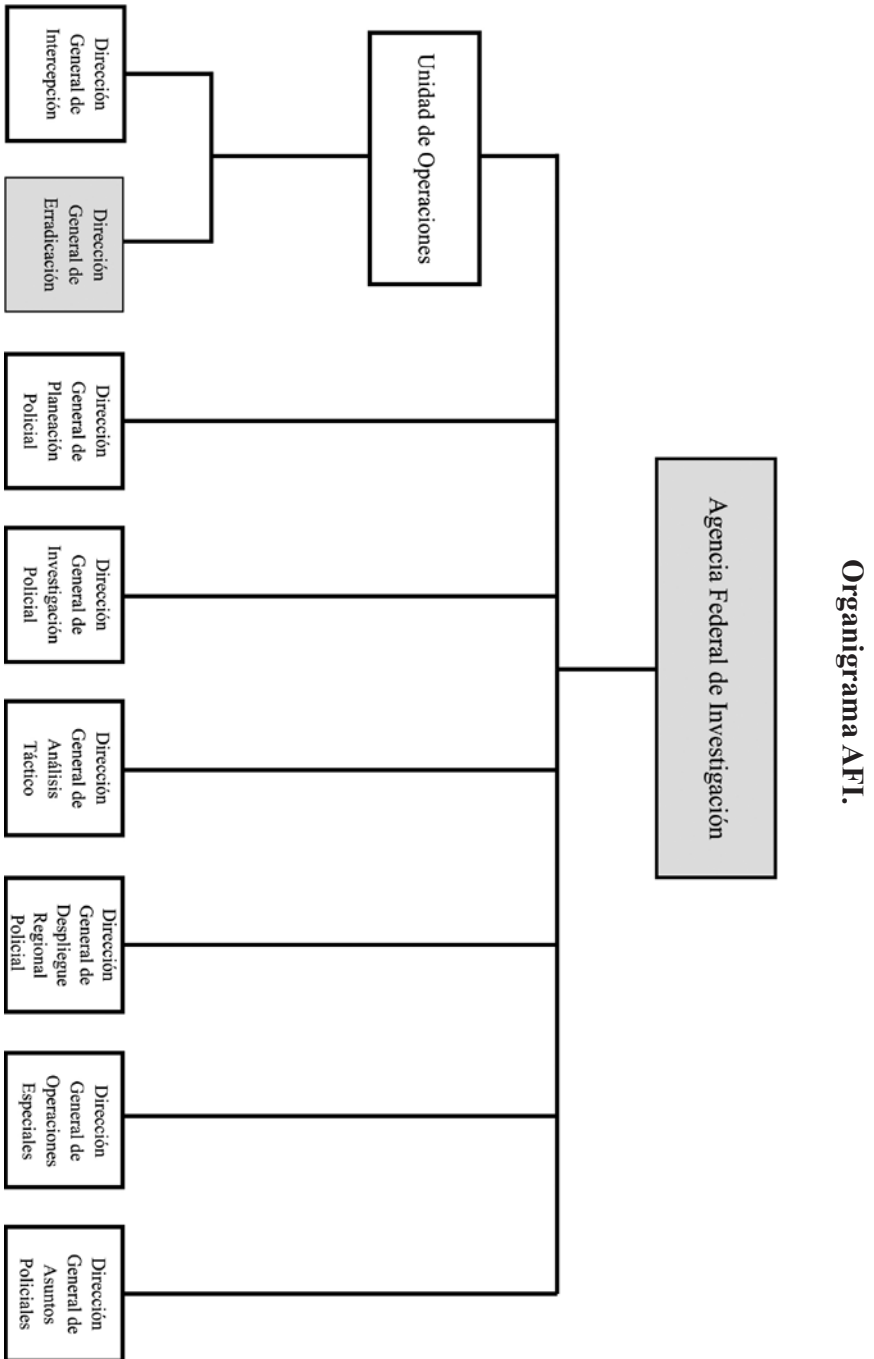 Organigrama AFI.
Agencia Federal de Investigación
Unidad de Operaciones
Dirección
General de
Intercepción
Dirección
General de
Erradicación
Dirección
General de
Planeación
Policial
Dirección
General de
Investigación
Policial
Dirección
General de
Análisis
Táctico
Dirección
General de
Despliegue
Regional
Policial
Dirección
General de
Operaciones
Especiales
Dirección
General de
Asuntos
Policiales